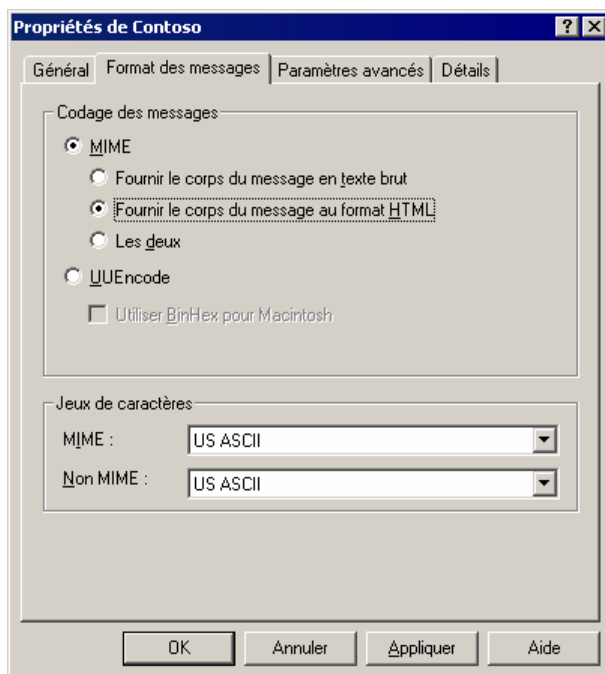 Propriétés de Contoso
Général Format des messages Paramètres avancés Détails
Codage des messages
MIME
Fournir le corps du message en texte brut
Fournir le corps du message au format HTML
Les deux
UUEncode
Utiliser BinHex pour Macintosh
Jeux de caractères
MIME : US ASCII
Non MIME : US ASCII
OK Annuler Appliquer Aide